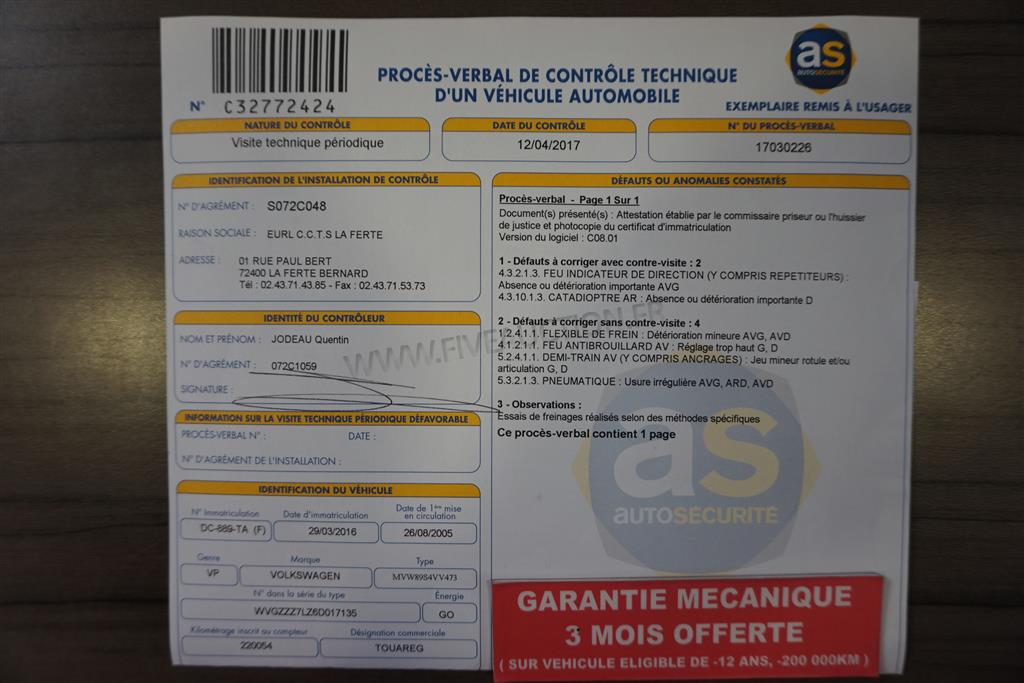 as
AUTOSÉCURITÉ
PROCÈS-VERBAL DE CONTRÔLE TECHNIQUE
D'UN VÉHICULE AUTOMOBILE
N° C32772424
EXEMPLAIRE REMIS À L'USAGER
NATURE DU CONTRÔLE
Visite technique périodique
DATE DU CONTRÔLE
12/04/2017
N° DU PROCÈS-VERBAL
17030226
IDENTIFICATION DE L'INSTALLATION DE CONTRÔLE
N° D'AGRÉMENT : S072C048
RAISON SOCIALE : EURL C.C.T.S LA FERTE
ADRESSE : 01 RUE PAUL BERT
72400 LA FERTE BERNARD
Tél : 02.43.71.43.85 - Fax : 02.43.71.53.73
IDENTITÉ DU CONTRÔLEUR
NOM ET PRÉNOM : JODEAU Quentin
N° D'AGRÉMENT : 072C1059
SIGNATURE :
INFORMATION SUR LA VISITE TECHNIQUE PÉRIODIQUE DÉFAVORABLE
PROCÈS-VERBAL N° : DATE :
N° D'AGRÉMENT DE L'INSTALLATION :
IDENTIFICATION DU VÉHICULE
N° Immatriculation
DC-889-TA (F)
Date d'immatriculation
29/03/2016
Date de 1ère mise
en circulation
26/08/2005
Genre
VP
Marque
VOLKSWAGEN
Type
MVW8984VV473
N° dans la série du type
WVGZZZ7LZ6D017135
Énergie
GO
Kilométrage inscrit au compteur
220054
Désignation commerciale
TOUAREG
DÉFAUTS OU ANOMALIES CONSTATÉS
Procès-verbal - Page 1 Sur 1
Document(s) présenté(s) : Attestation établie par le commissaire priseur ou l'huissier
de justice et photocopie du certificat d'immatriculation
Version du logiciel : C08.01
1 - Défauts à corriger avec contre-visite : 2
4.3.2.1.3. FEU INDICATEUR DE DIRECTION (Y COMPRIS REPETITEURS) :
Absence ou détérioration importante AVG
4.3.10.1.3. CATADIOPTRE AR : Absence ou détérioration importante D
2 - Défauts à corriger sans contre-visite : 4
1.2.4.1.1. FLEXIBLE DE FREIN : Détérioration mineure AVG, AVD
4.1.2.1.1. FEU ANTIBROUILLARD AV : Réglage trop haut G, D
5.2.4.1.1. DEMI-TRAIN AV (Y COMPRIS ANCRAGES) : Jeu mineur rotule et/ou
articulation G, D
5.3.2.1.3. PNEUMATIQUE : Usure irrégulière AVG, ARD, AVD
3 - Observations :
Essais de freinages réalisés selon des méthodes spécifiques
Ce procès-verbal contient 1 page
as
AUTOSÉCURITÉ
GARANTIE MECANIQUE
3 MOIS OFFERTE
( SUR VEHICULE ELIGIBLE DE -12 ANS, -200 000KM )